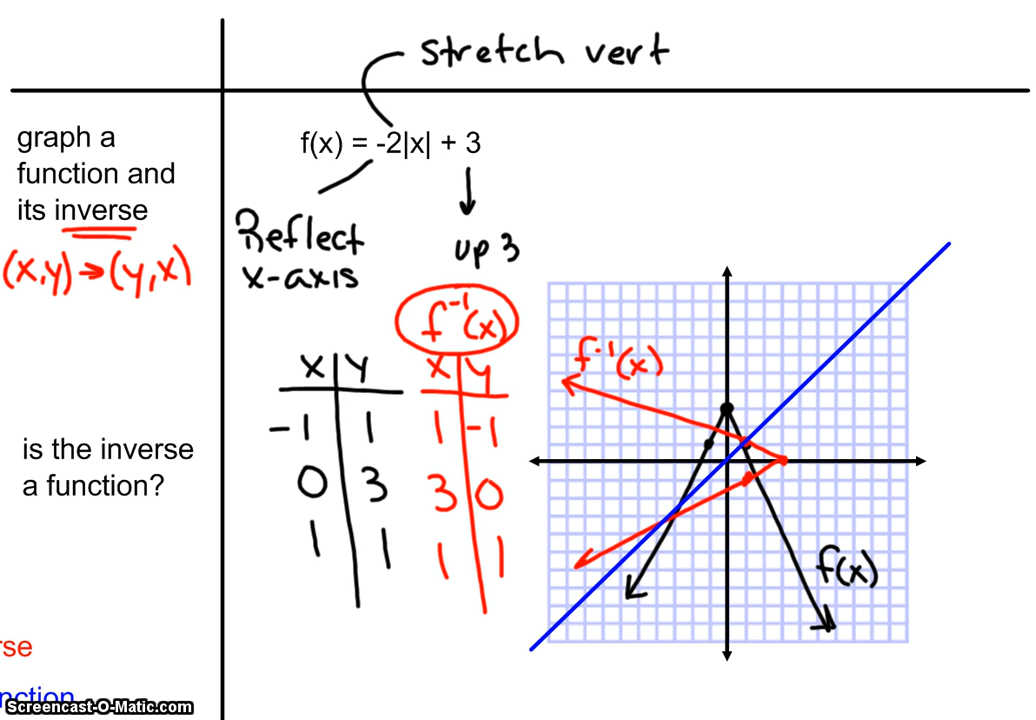 stretch vert
graph a
function and
its inverse
(x,y)→(y,x)
f(x) = -2|x| + 3
Reflect
x-axis
up 3
f⁻¹(x)
x y
-1 1
0 3
1 1
x y
1 -1
3 0
1 1
f⁻¹(x)
f(x)
is the inverse
a function?
rse
nction
Screencast-O-Matic.com